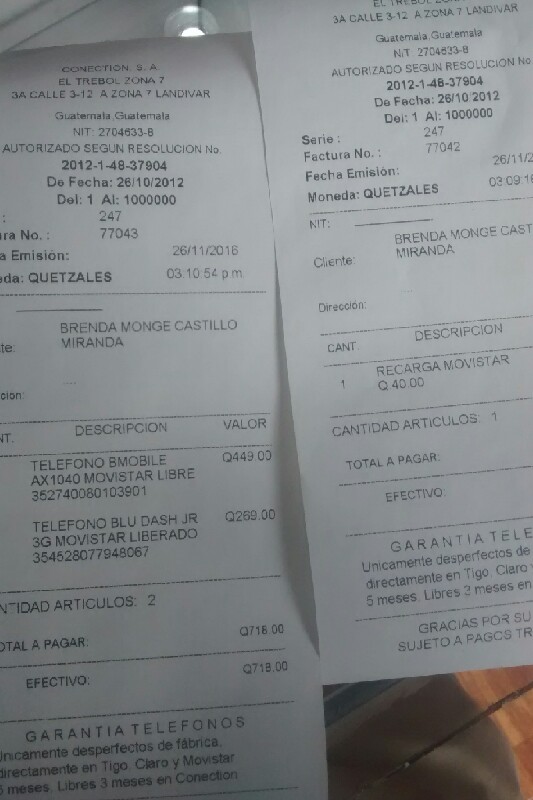 CONECTION, S. A.
EL TREBOL ZONA 7
3A CALLE 3-12 A ZONA 7 LANDIVAR
Guatemala,Guatemala
NIT: 2704633-8
AUTORIZADO SEGUN RESOLUCION No.
2012-1-48-37904
De Fecha: 26/10/2012
Del: 1 Al: 1000000
: 247
ra No. : 77043
a Emisión: 26/11/2016
eda: QUETZALES 03:10:54 p.m.
te: BRENDA MONGE CASTILLO
MIRANDA
ción:
NT. DESCRIPCION VALOR
TELEFONO BMOBILE Q449.00
AX1040 MOVISTAR LIBRE
352740080103901
TELEFONO BLU DASH JR Q269.00
3G MOVISTAR LIBERADO
354528077948067
NTIDAD ARTICULOS: 2
OTAL A PAGAR: Q718.00
EFECTIVO: Q718.00
GARANTIA TELEFONOS
Unicamente desperfectos de fábrica,
directamente en Tigo, Claro y Movistar
6 meses. Libres 3 meses en Conection
3A CALLE 3-12 A ZONA 7 LANDIVAR
Guatemala,Guatemala
NIT: 2704633-8
AUTORIZADO SEGUN RESOLUCION No.
2012-1-48-37904
De Fecha: 26/10/2012
Del: 1 Al: 1000000
Serie : 247
Factura No. : 77042
Fecha Emisión: 26/11/2
Moneda: QUETZALES 03:09:1
NIT:
Cliente: BRENDA MONGE CAST
MIRANDA
Dirección:
CANT. DESCRIPCION
1 RECARGA MOVISTAR
Q 40.00
CANTIDAD ARTICULOS: 1
TOTAL A PAGAR:
EFECTIVO:
GARANTIA TELE
Unicamente desperfectos de
directamente en Tigo, Claro
6 meses. Libres 3 meses en
GRACIAS POR SU
SUJETO A PAGOS TR